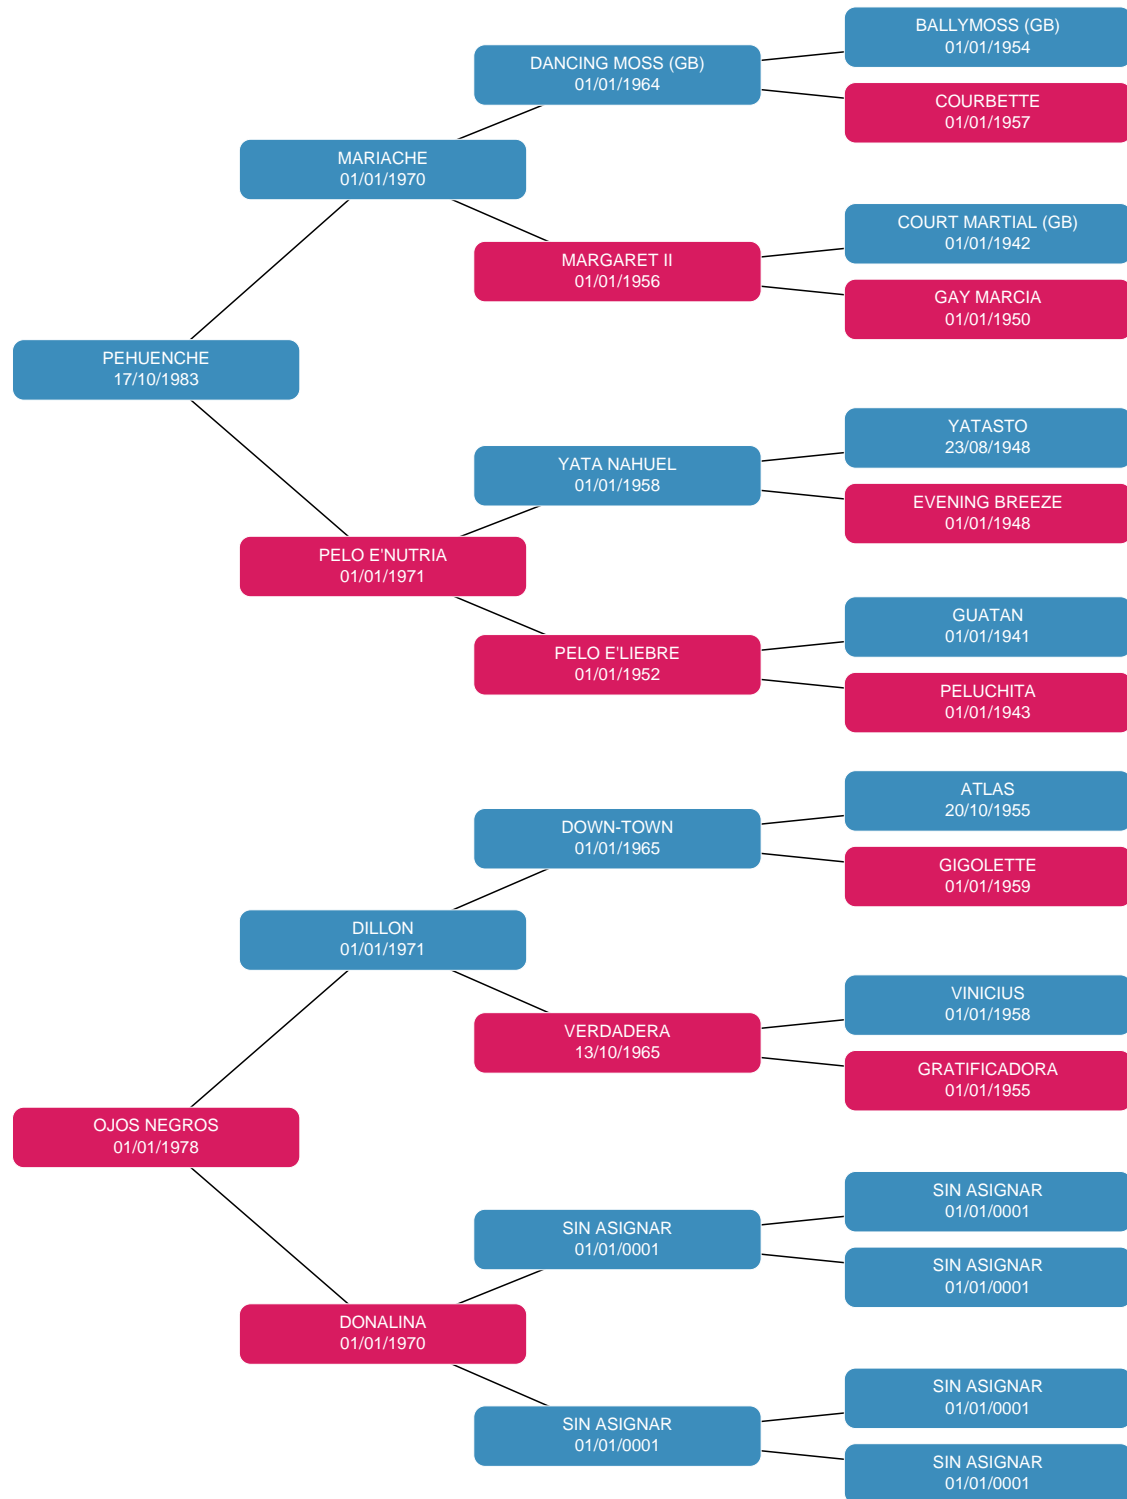 BALLYMOSS (GB)
01/01/1954
DANCING MOSS (GB)
01/01/1964
COURBETTE
01/01/1957
MARIACHE
01/01/1970
COURT MARTIAL (GB)
01/01/1942
MARGARET II
01/01/1956
GAY MARCIA
01/01/1950
PEHUENCHE
17/10/1983
YATASTO
23/08/1948
YATA NAHUEL
01/01/1958
EVENING BREEZE
01/01/1948
PELO E'NUTRIA
01/01/1971
GUATAN
01/01/1941
PELO E'LIEBRE
01/01/1952
PELUCHITA
01/01/1943
ATLAS
20/10/1955
DOWN-TOWN
01/01/1965
GIGOLETTE
01/01/1959
DILLON
01/01/1971
VINICIUS
01/01/1958
VERDADERA
13/10/1965
GRATIFICADORA
01/01/1955
OJOS NEGROS
01/01/1978
SIN ASIGNAR
01/01/0001
SIN ASIGNAR
01/01/0001
SIN ASIGNAR
01/01/0001
DONALINA
01/01/1970
SIN ASIGNAR
01/01/0001
SIN ASIGNAR
01/01/0001
SIN ASIGNAR
01/01/0001